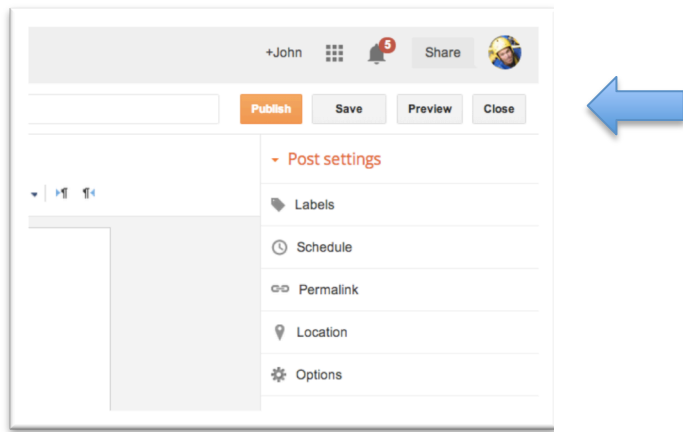 +John 5 Share
Publish Save Preview Close
Post settings
Labels
Schedule
Permalink
Location
Options